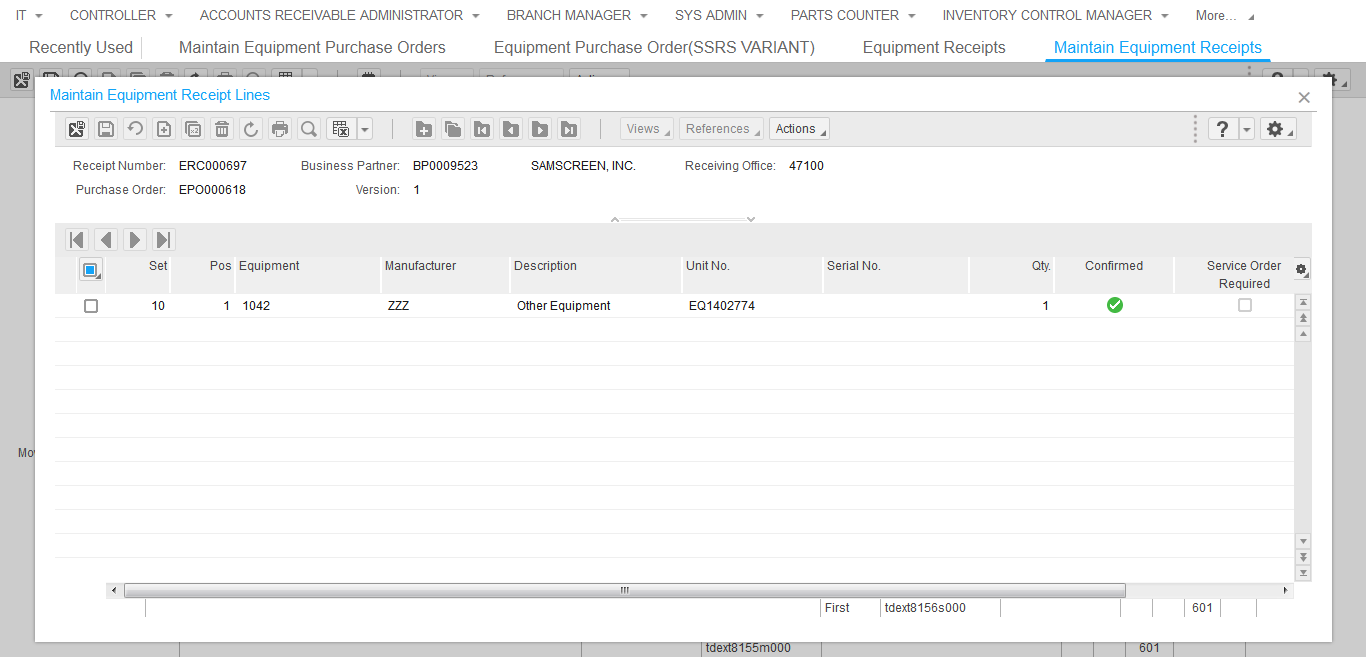 IT CONTROLLER ACCOUNTS RECEIVABLE ADMINISTRATOR BRANCH MANAGER SYS ADMIN PARTS COUNTER INVENTORY CONTROL MANAGER More...
Recently Used Maintain Equipment Purchase Orders Equipment Purchase Order(SSRS VARIANT) Equipment Receipts Maintain Equipment Receipts
Maintain Equipment Receipt Lines
Views References Actions
Receipt Number: ERC000697 Business Partner: BP0009523 SAMSCREEN, INC. Receiving Office: 47100
Purchase Order: EPO000618 Version: 1
Set Pos Equipment Manufacturer Description Unit No. Serial No. Qty. Confirmed Service Order
Required
10 1 1042 ZZZ Other Equipment EQ1402774 1
First tdext8156s000 601
tdext8155m000 601